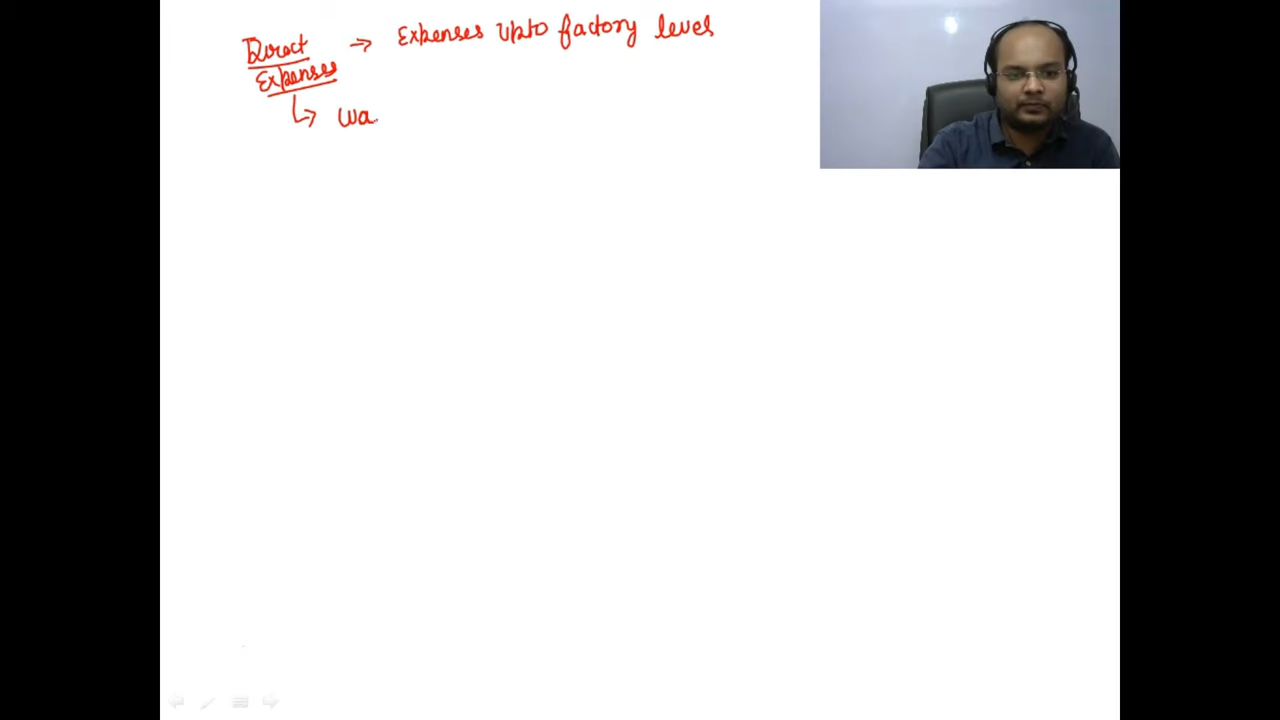 Direct → Expenses upto factory level
Expenses
↳ wa